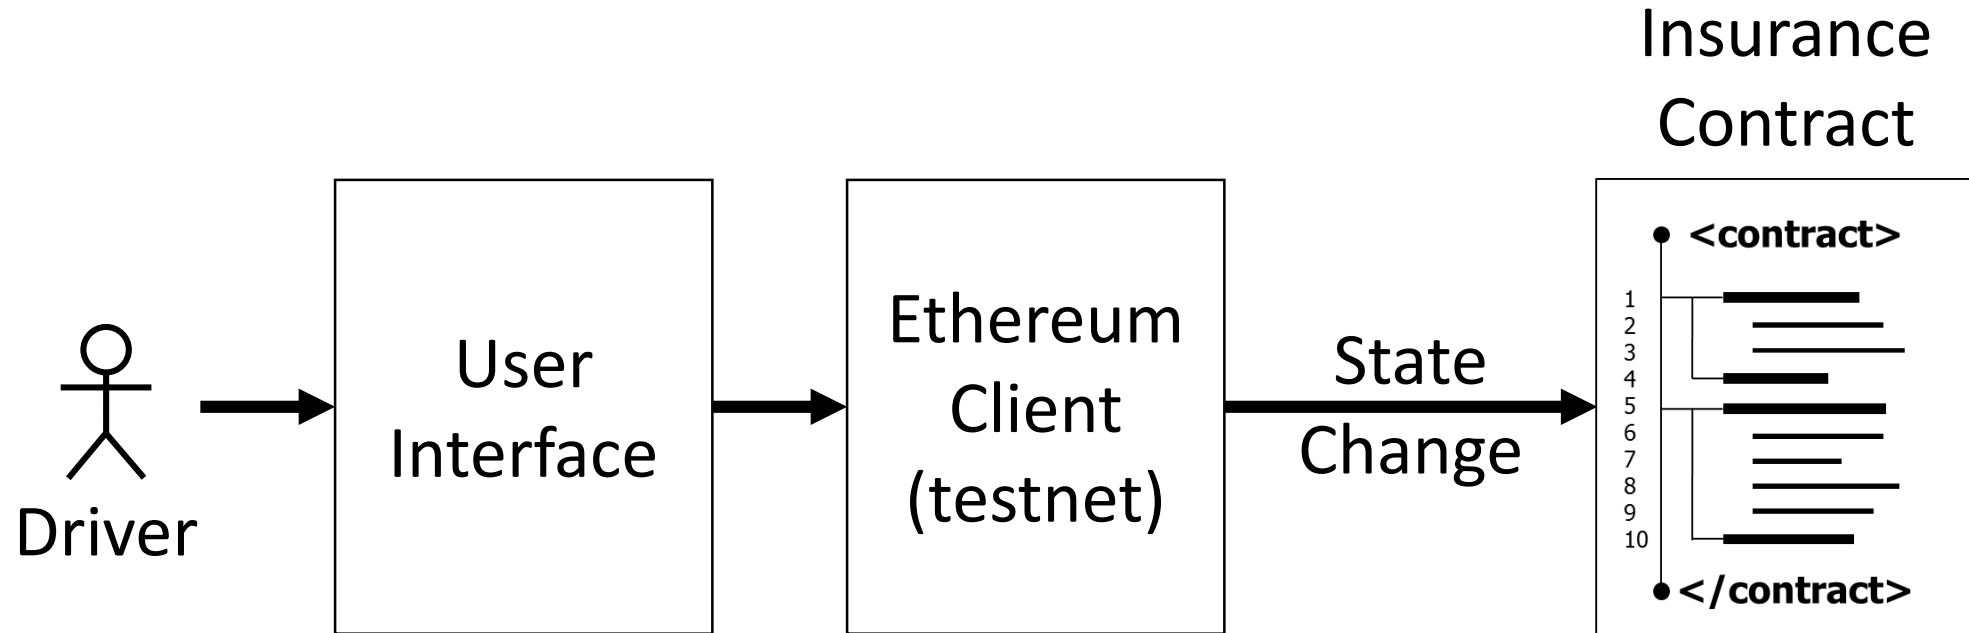 Driver
User
Interface
Ethereum
Client
(testnet)
State
Change
Insurance
Contract
<contract>
1
2
3
4
5
6
7
8
9
10
</contract>